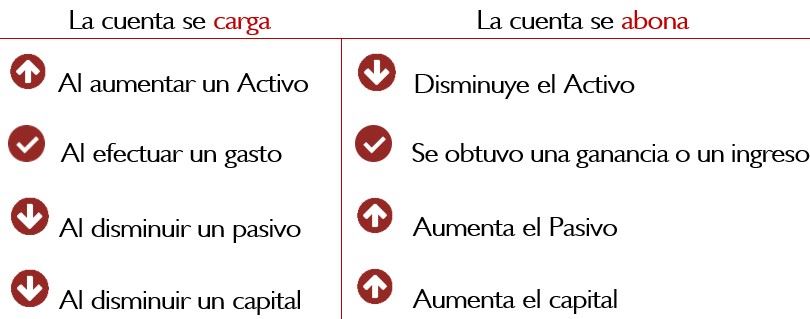 La cuenta se carga
La cuenta se abona
Al aumentar un Activo
Disminuye el Activo
Al efectuar un gasto
Se obtuvo una ganancia o un ingreso
Al disminuir un pasivo
Aumenta el Pasivo
Al disminuir un capital
Aumenta el capital